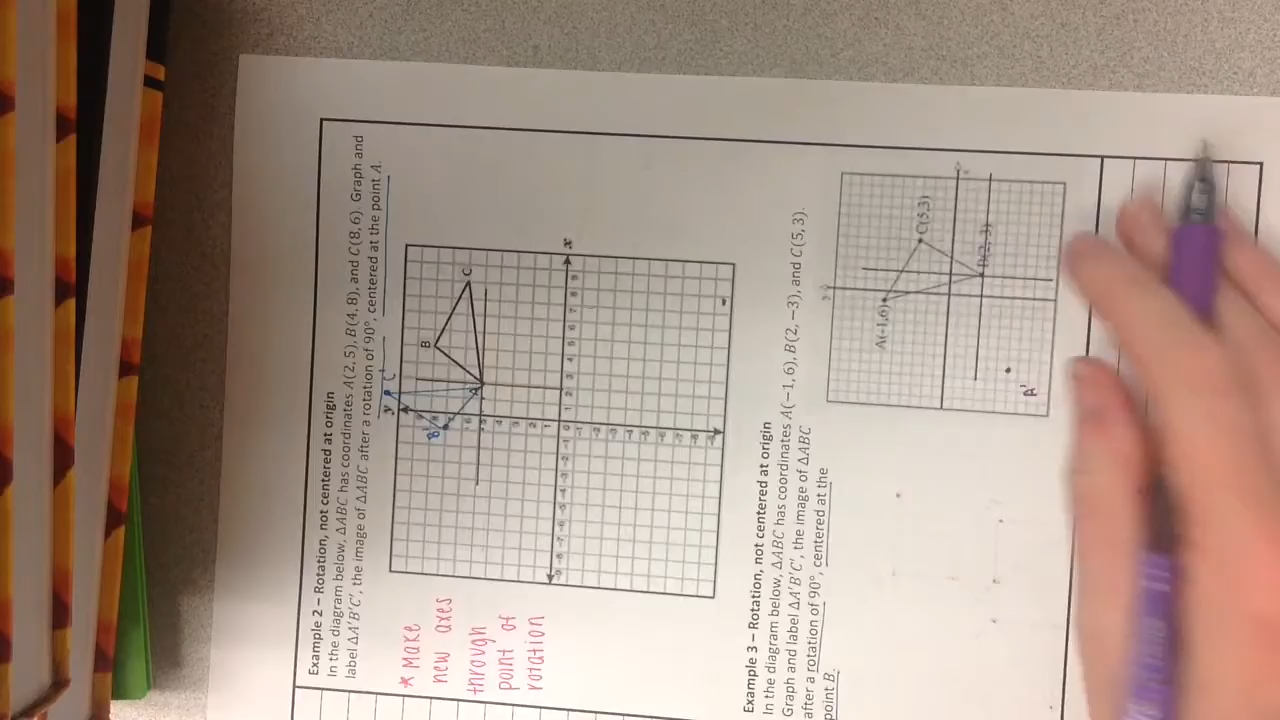 Example 2 – Rotation, not centered at origin
In the diagram below, ΔABC has coordinates A(2, 5), B(4, 8), and C(8, 6). Graph and
label ΔA'B'C', the image of ΔABC after a rotation of 90°, centered at the point A.
* Make
new axes
through
point of
rotation
y
C'
B'
B
C
A
x
Example 3 – Rotation, not centered at origin
In the diagram below, ΔABC has coordinates A(−1, 6), B(2, −3), and C(5, 3).
Graph and label ΔA'B'C', the image of ΔABC
after a rotation of 90°, centered at the
point B.
A(-1,6)
C(5,3)
B(2,-3)
A'